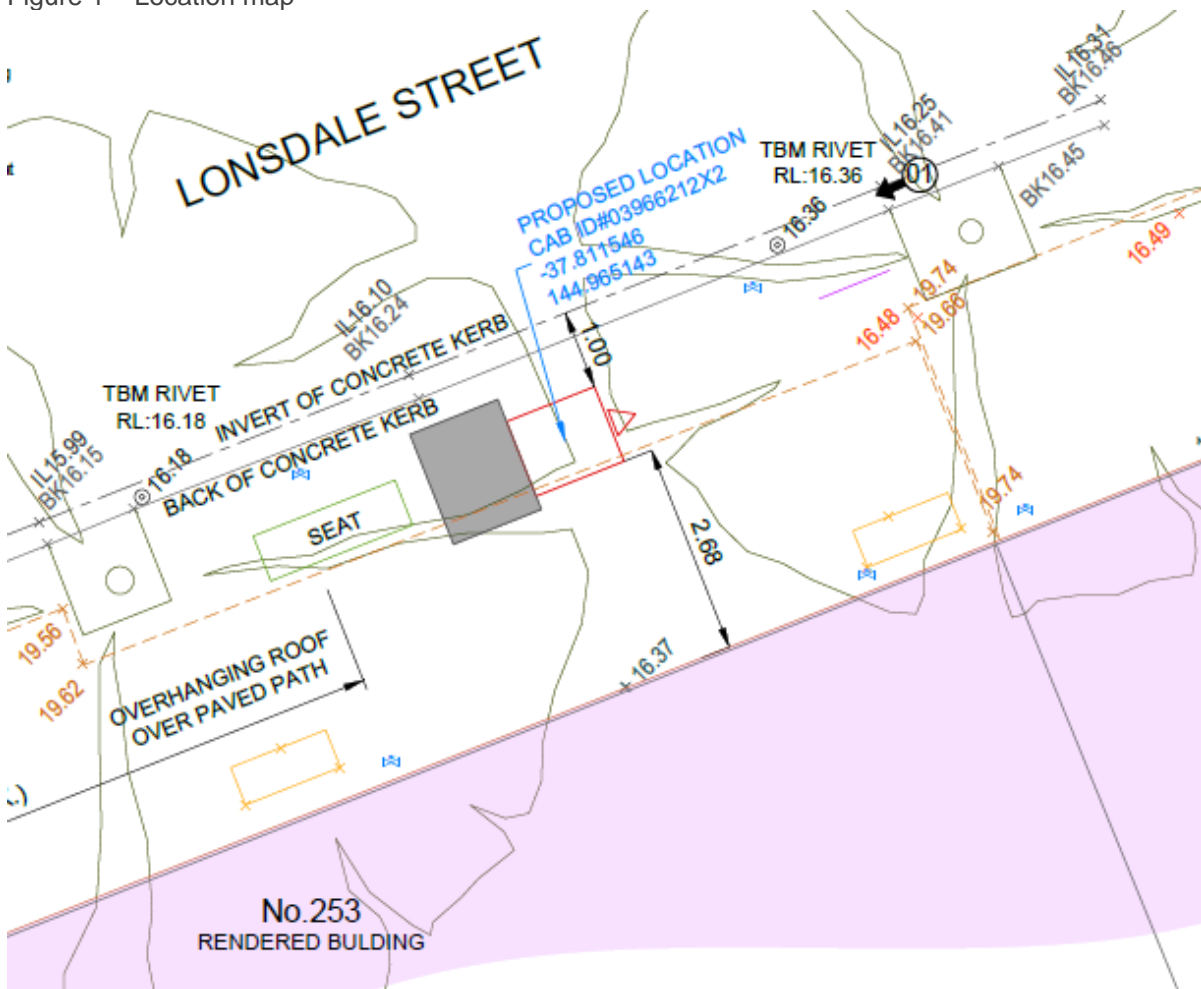 Figure 1 – Location map
LONSDALE STREET
IL16.31
BK16.46
IL16.25
BK16.41
TBM RIVET
RL:16.36
01
BK16.45
PROPOSED LOCATION
CAB ID#03966212X2
-37.811546
144.965143
16.36
16.49
IL16.10
BK16.24
19.74
19.66
16.48
1.00
INVERT OF CONCRETE KERB
TBM RIVET
RL:16.18
BACK OF CONCRETE KERB
IL15.99
BK16.15
16.18
SEAT
2.68
19.74
19.56
19.62
OVERHANGING ROOF
OVER PAVED PATH
16.37
No.253
RENDERED BULDING